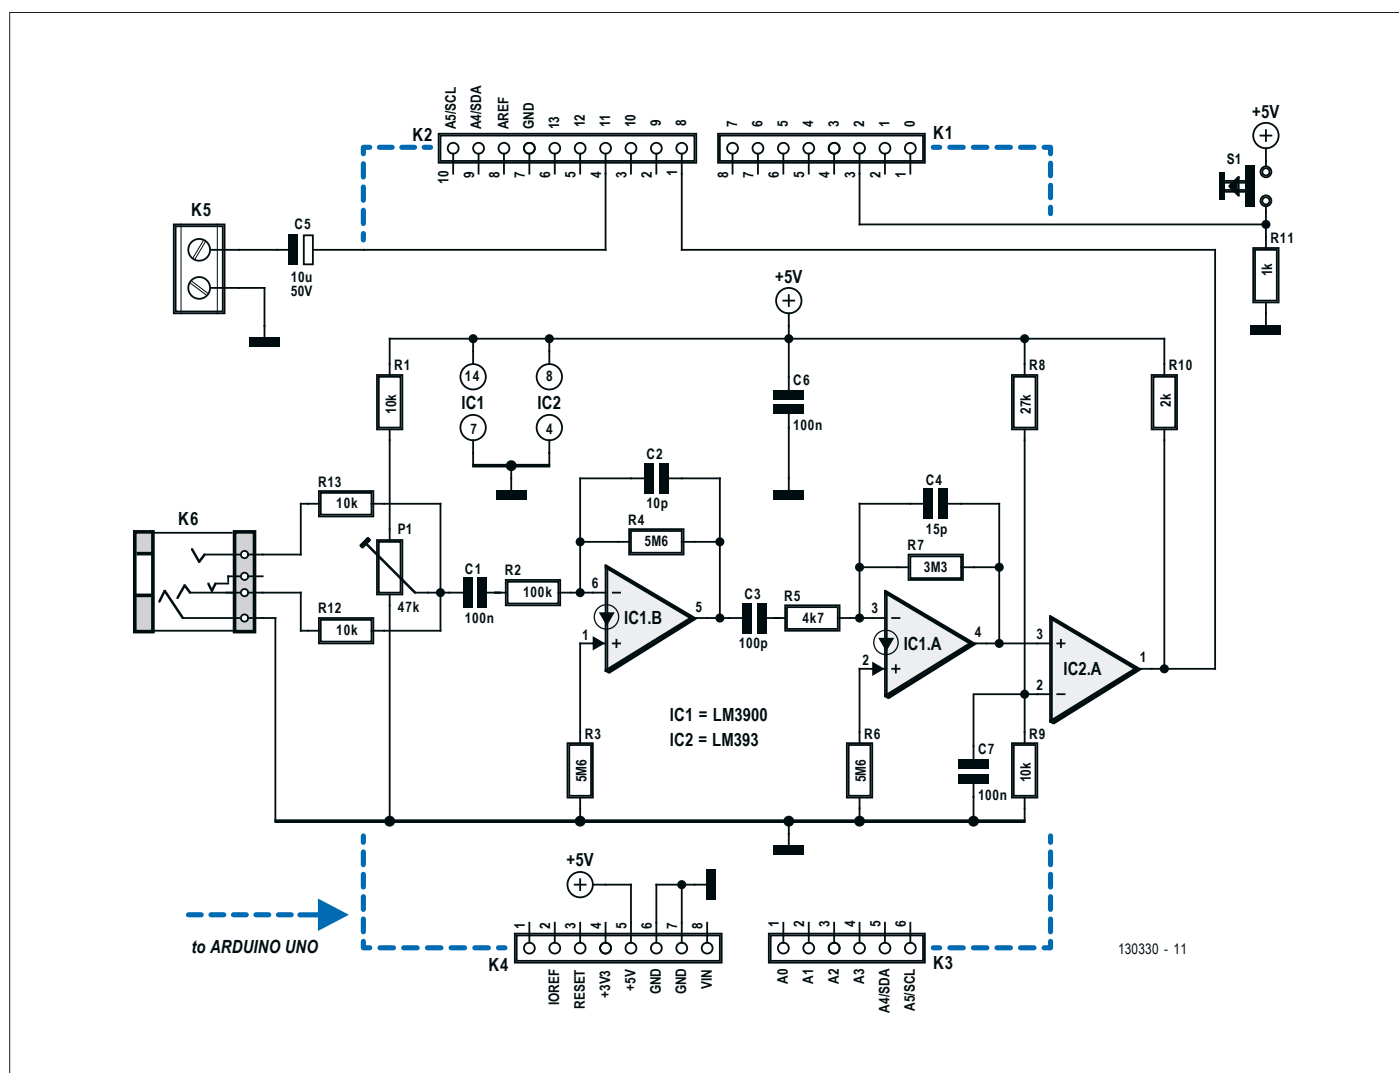 A5/SCL
A4/SDA
AREF
GND
13
12
11
10
9
8
7
6
5
4
3
2
1
0
K2
K1
10
9
8
7
6
5
4
3
2
1
8
7
6
5
4
3
2
1
+5V
S1
K5
C5
10u
50V
R11
1k
+5V
R1
10k
14
IC1
7
8
IC2
4
C6
100n
R8
27k
R10
2k
R13
10k
K6
P1
47k
C1
100n
R2
100k
R12
10k
C2
10p
R4
5M6
6
–
IC1.B
5
1
+
C3
100p
R5
4k7
C4
15p
R7
3M3
3
–
IC1.A
4
2
+
3
+
IC2.A
1
2
–
IC1 = LM3900
IC2 = LM393
R3
5M6
R6
5M6
C7
100n
R9
10k
+5V
to ARDUINO UNO
1
2
3
4
5
6
7
8
K4
IOREF
RESET
+3V3
+5V
GND
GND
VIN
1
2
3
4
5
6
K3
A0
A1
A2
A3
A4/SDA
A5/SCL
130330 - 11